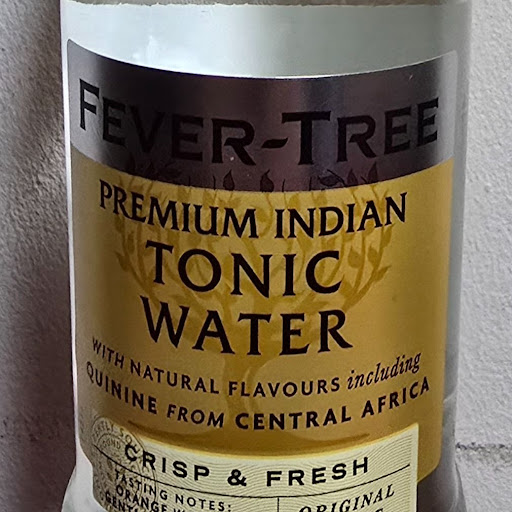 FEVER-TREE
PREMIUM INDIAN
TONIC
WATER
WITH NATURAL FLAVOURS including
QUININE FROM CENTRAL AFRICA
CRISP & FRESH
TASTING NOTES:
ORANGE
ORIGINAL